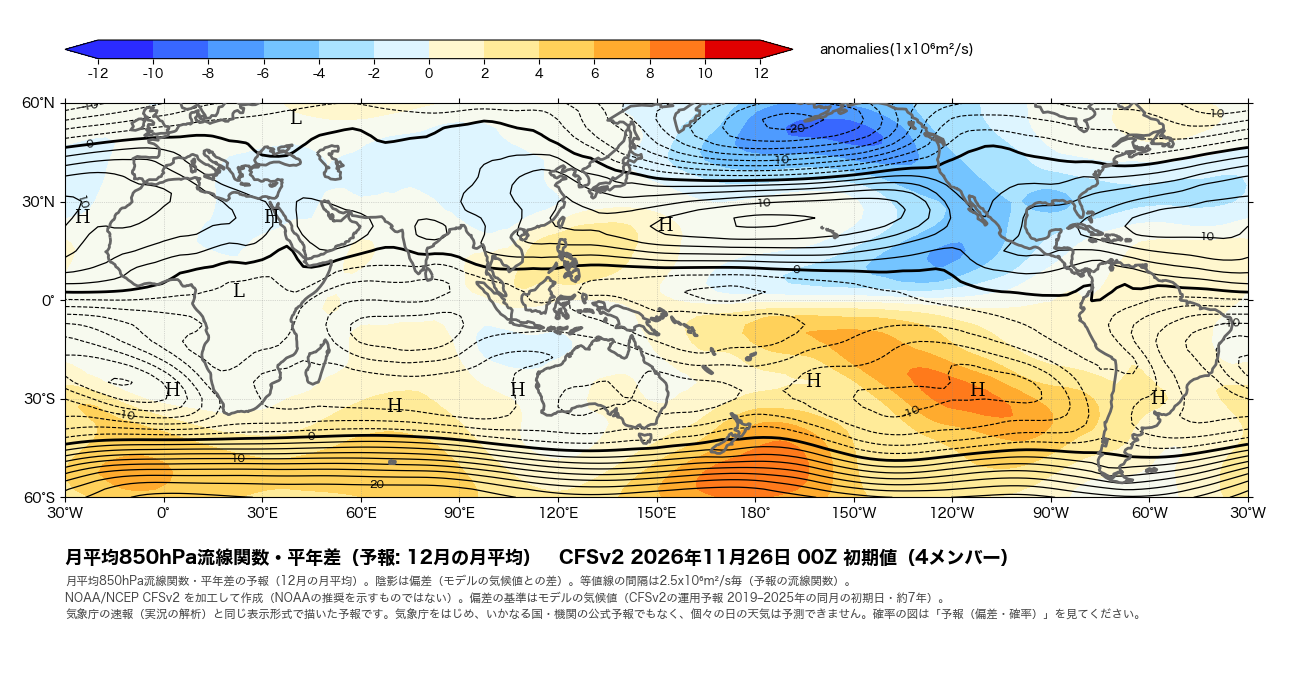 -12 -10 -8 -6 -4 -2 0 2 4 6 8 10 12
anomalies(1x10⁶m²/s)
60°N
30°N
0°
30°S
60°S
30°W 0° 30°E 60°E 90°E 120°E 150°E 180° 150°W 120°W 90°W 60°W 30°W
L
H H H
L
H H H H H H
-20
-10
10
10
0
0
-10
-10
0
10
20
月平均850hPa流線関数・平年差（予報: 12月の月平均） CFSv2 2026年11月26日 00Z 初期値（4メンバー）
月平均850hPa流線関数・平年差の予報（12月の月平均）。陰影は偏差（モデルの気候値との差）。等値線の間隔は2.5x10⁶m²/s毎（予報の流線関数）。
NOAA/NCEP CFSv2 を加工して作成（NOAAの推奨を示すものではない）。偏差の基準はモデルの気候値（CFSv2の運用予報 2019–2025年の同月の初期日・約7年）。
気象庁の速報（実況の解析）と同じ表示形式で描いた予報です。気象庁をはじめ、いかなる国・機関の公式予報でもなく、個々の日の天気は予測できません。確率の図は「予報（偏差・確率）」を見てください。